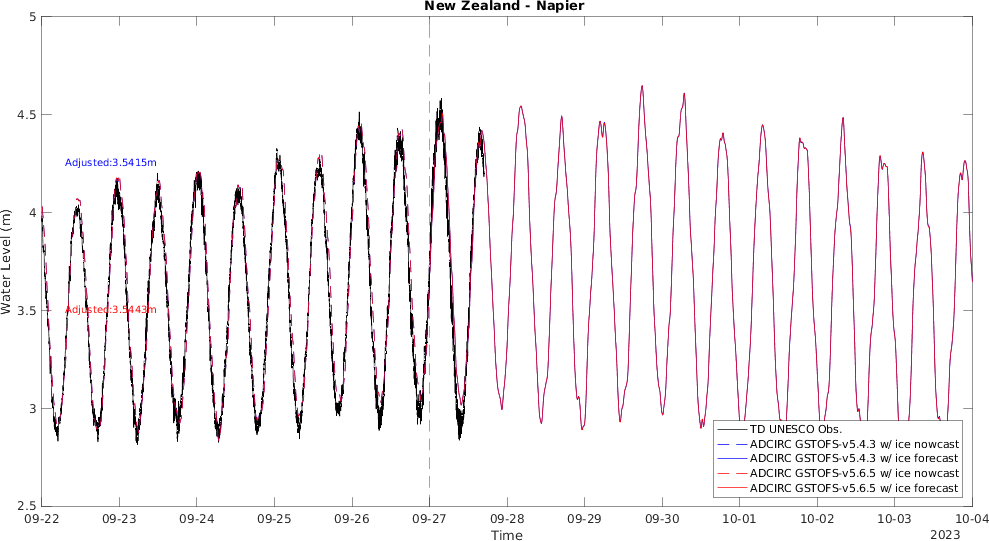 New Zealand - Napier
5
4.5
4
3.5
3
2.5
Water Level (m)
Adjusted:3.5415m
Adjusted:3.5443m
TD UNESCO Obs.
ADCIRC GSTOFS-v5.4.3 w/ ice nowcast
ADCIRC GSTOFS-v5.4.3 w/ ice forecast
ADCIRC GSTOFS-v5.6.5 w/ ice nowcast
ADCIRC GSTOFS-v5.6.5 w/ ice forecast
09-22 09-23 09-24 09-25 09-26 09-27 09-28 09-29 09-30 10-01 10-02 10-03 10-04
Time
2023